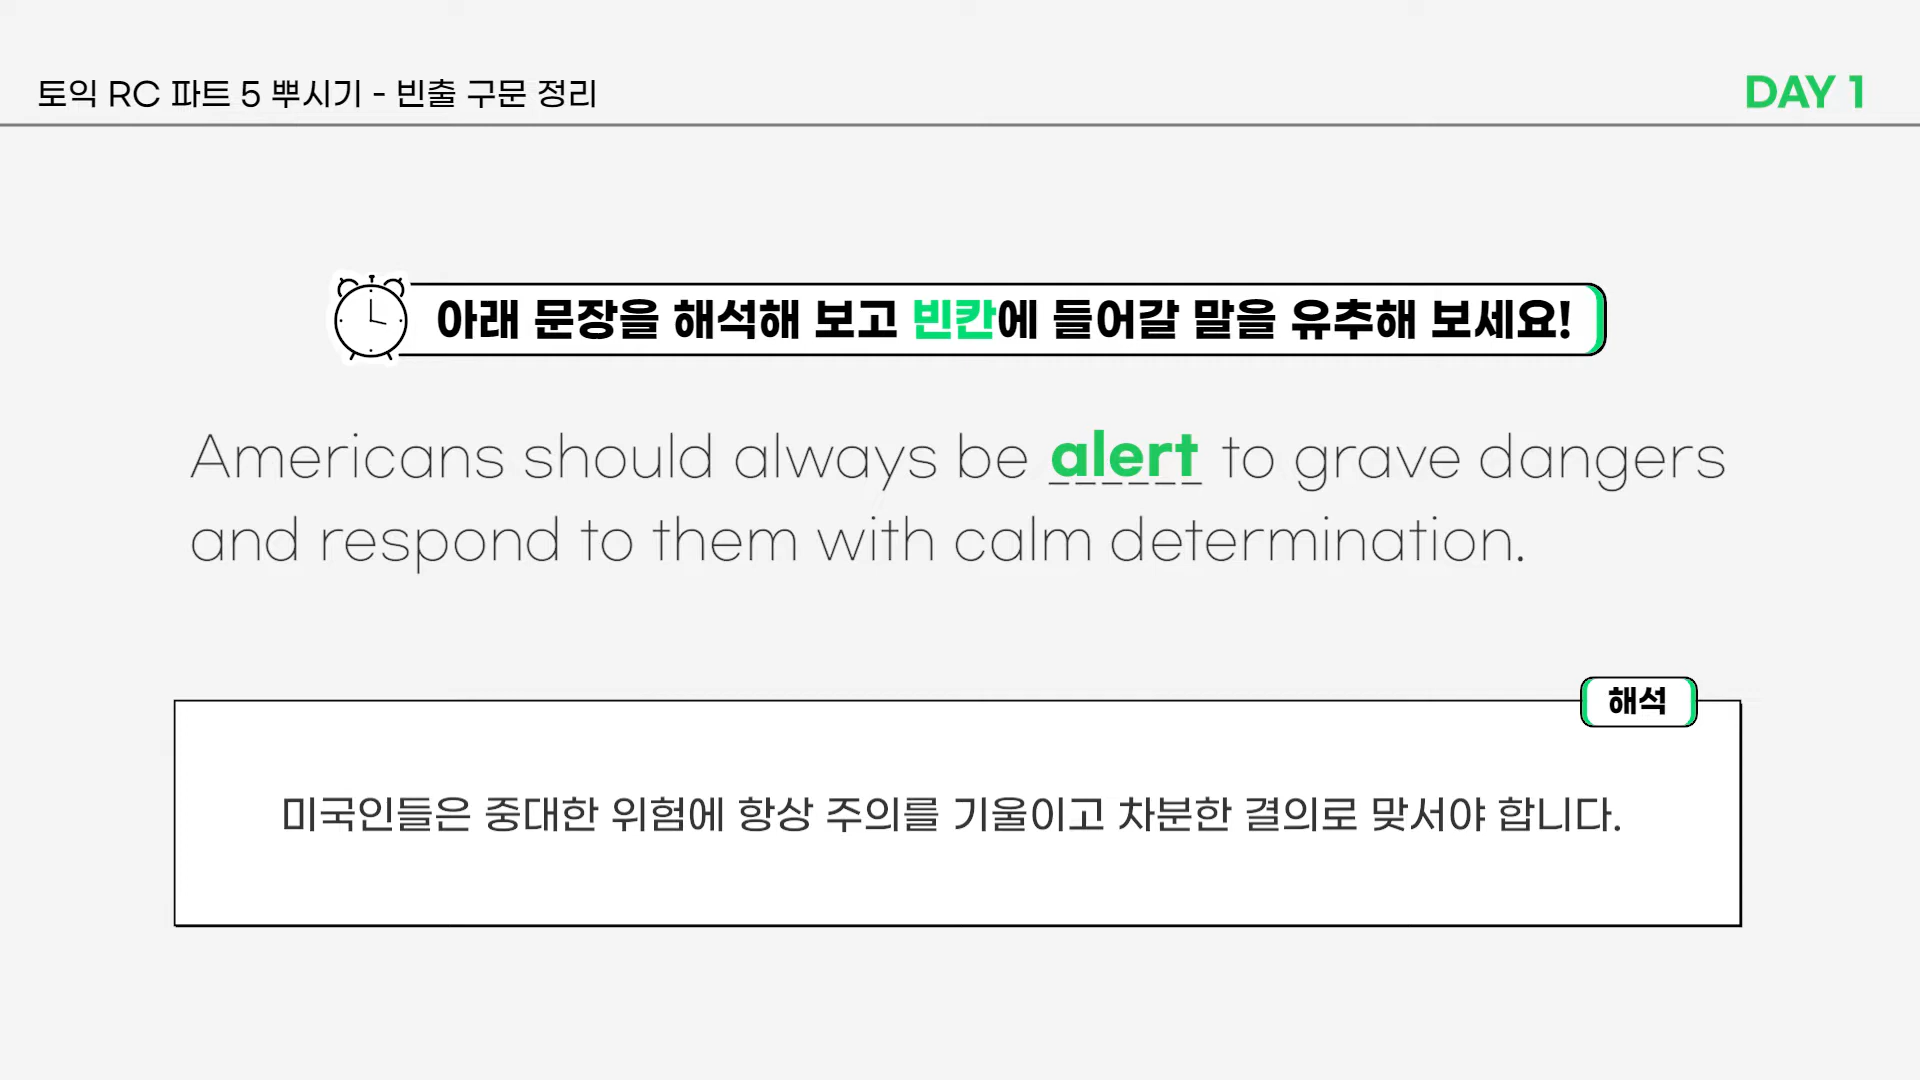 토익 RC 파트 5 뿌시기 - 빈출 구문 정리
DAY 1
아래 문장을 해석해 보고 빈칸에 들어갈 말을 유추해 보세요!
Americans should always be alert to grave dangers
and respond to them with calm determination.
해석
미국인들은 중대한 위험에 항상 주의를 기울이고 차분한 결의로 맞서야 합니다.